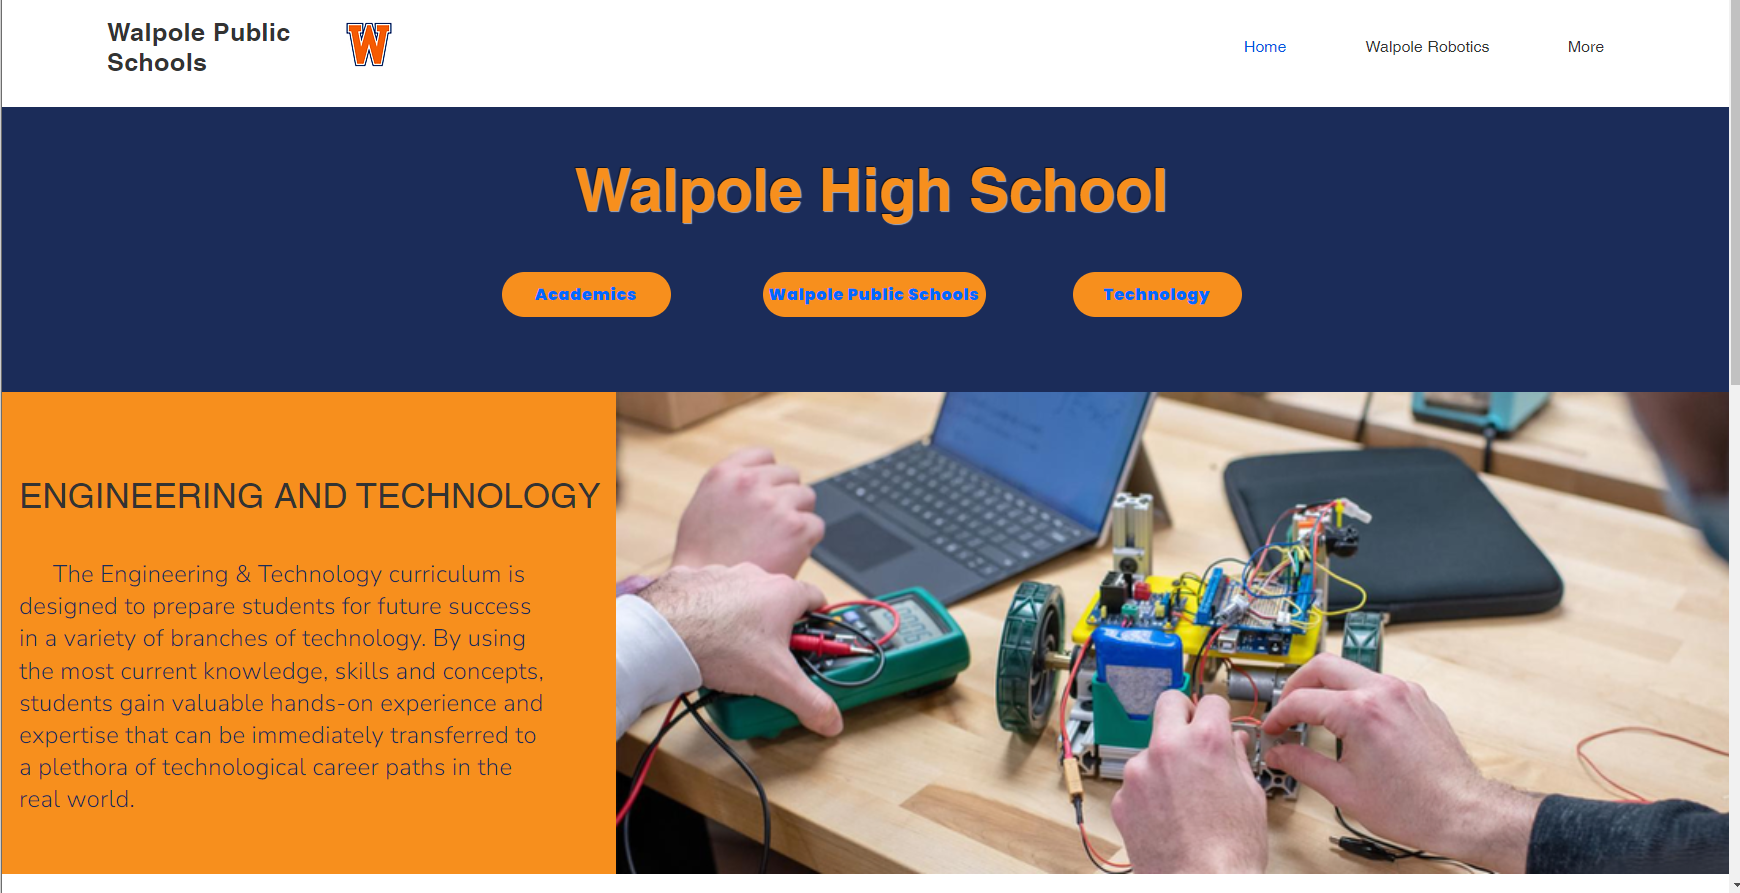 Walpole Public
Schools
W
Home
Walpole Robotics
More
Walpole High School
Academics
Walpole Public Schools
Technology
ENGINEERING AND TECHNOLOGY
The Engineering & Technology curriculum is
designed to prepare students for future success
in a variety of branches of technology. By using
the most current knowledge, skills and concepts,
students gain valuable hands-on experience and
expertise that can be immediately transferred to
a plethora of technological career paths in the
real world.